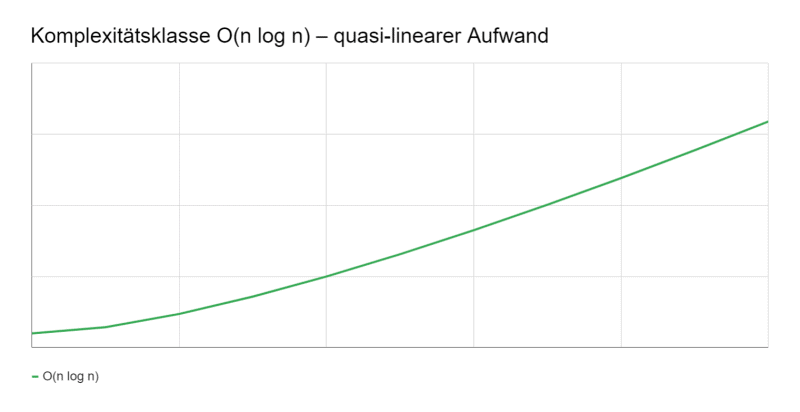 Komplexitätsklasse O(n log n) – quasi-linearer Aufwand
O(n log n)